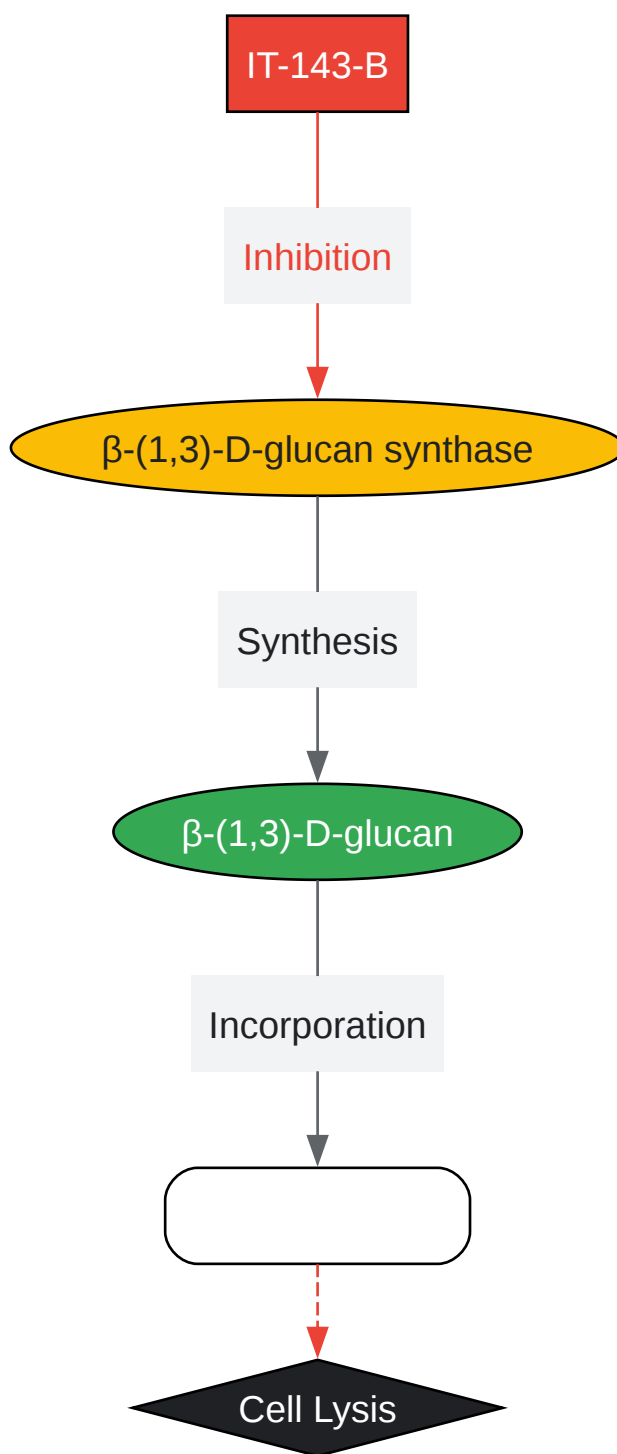 IT-143-B
Inhibition
β-(1,3)-D-glucan synthase
Synthesis
β-(1,3)-D-glucan
Incorporation
Cell Lysis